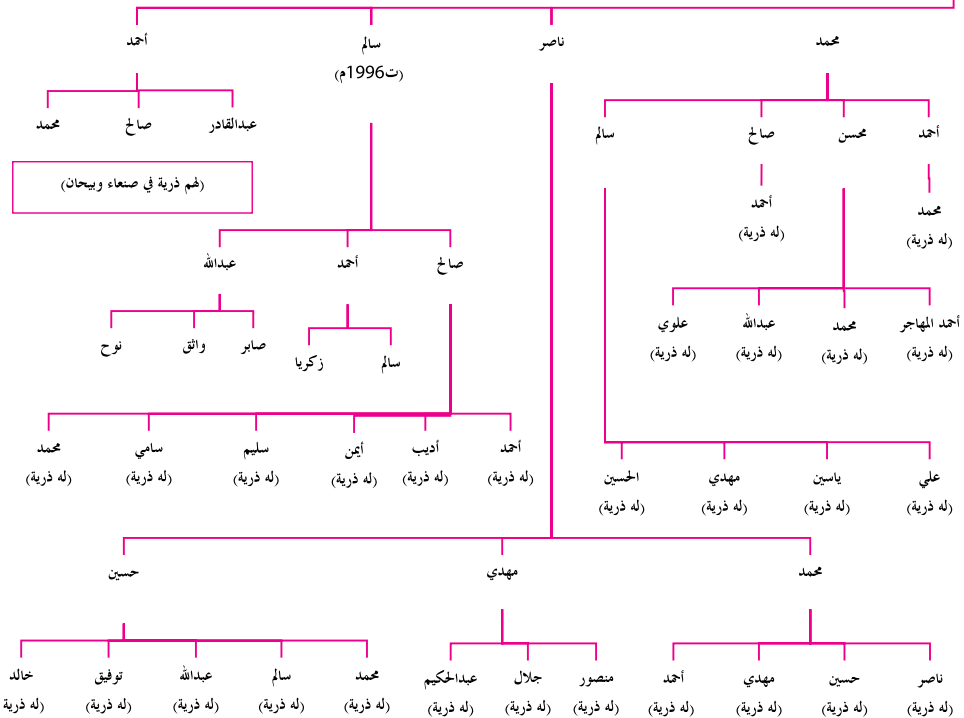 محمد
ناصر
سالم
أحمد
(ت1996م)
أحمد
محسن
صالح
سالم
عبدالقادر
صالح
محمد
(لهم ذرية في صنعاء وبيحان)
محمد
أحمد
(له ذرية)
(له ذرية)
صالح
أحمد
عبدالله
أحمد المهاجر
محمد
عبدالله
علوي
(له ذرية)
(له ذرية)
(له ذرية)
(له ذرية)
سالم
زكريا
صابر
واثق
نوح
أحمد
أديب
أيمن
سليم
سامي
محمد
(له ذرية)
(له ذرية)
(له ذرية)
(له ذرية)
(له ذرية)
(له ذرية)
علي
ياسين
مهدي
الحسين
(له ذرية)
(له ذرية)
(له ذرية)
(له ذرية)
محمد
مهدي
حسين
ناصر
حسين
مهدي
أحمد
منصور
جلال
عبدالحكيم
محمد
سالم
عبدالله
توفيق
خالد
(له ذرية)
(له ذرية)
(له ذرية)
(له ذرية)
(له ذرية)
(له ذرية)
(له ذرية)
(له ذرية)
(له ذرية)
(له ذرية)
(له ذرية)
(له ذرية)